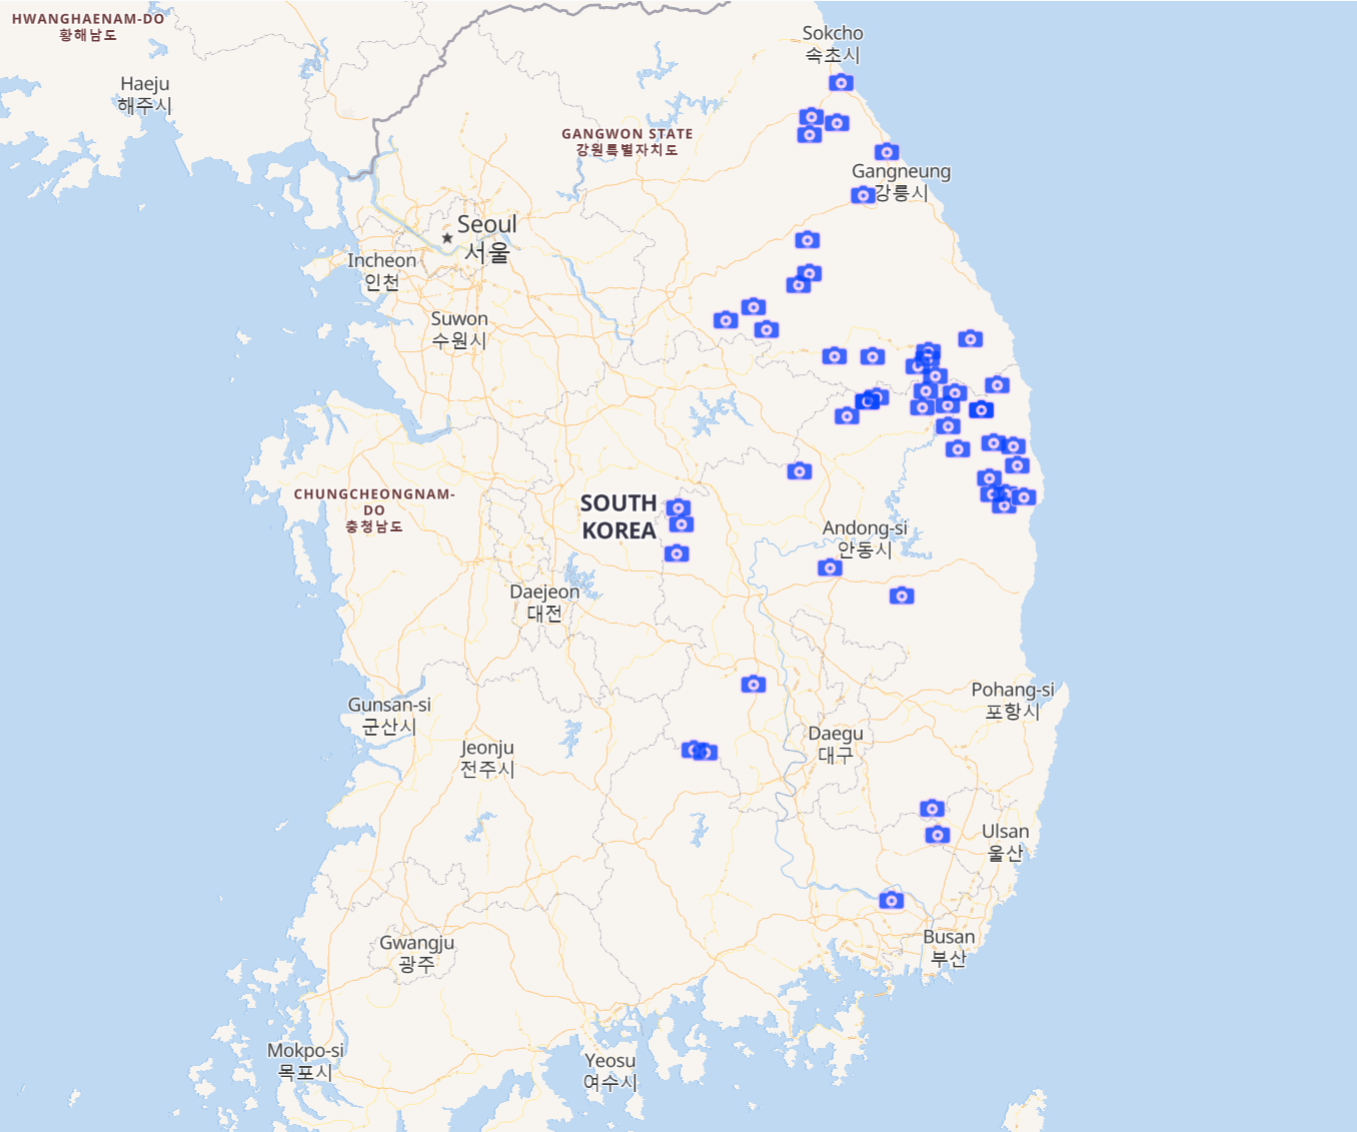 HWANGHAENAM-DO
황해남도
Sokcho
속초시
Haeju
해주시
GANGWON STATE
강원특별자치도
Gangneung
강릉시
Seoul
서울
Incheon
인천
Suwon
수원시
CHUNGCHEONGNAM-
DO
충청남도
SOUTH
KOREA
Andong-si
안동시
Daejeon
대전
Pohang-si
포항시
Gunsan-si
군산시
Daegu
대구
Jeonju
전주시
Ulsan
울산
Gwangju
광주
Busan
부산
Mokpo-si
목포시
Yeosu
여수시